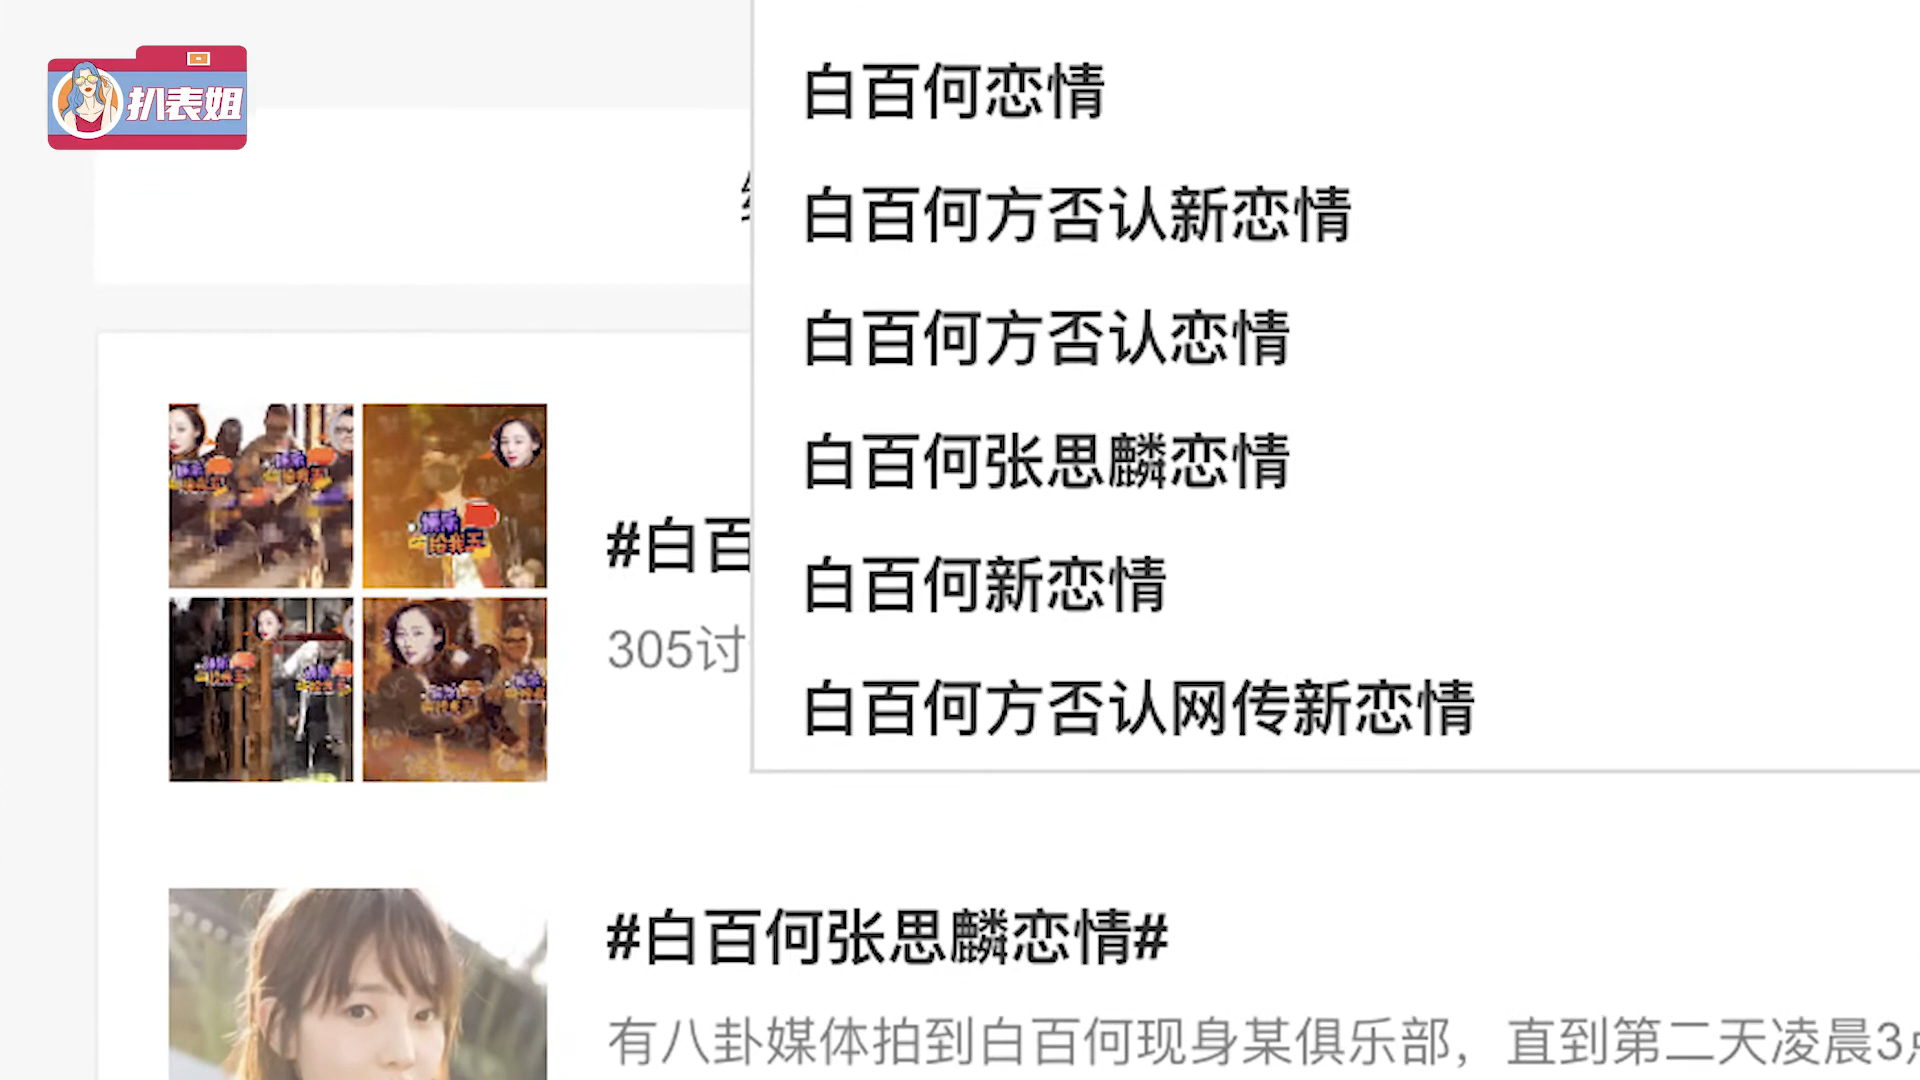 扒表姐
白百何恋情
白百何方否认新恋情
白百何方否认恋情
白百何张思麟恋情
白百何新恋情
白百何方否认网传新恋情
#白百
305讨
#白百何张思麟恋情#
有八卦媒体拍到白百何现身某俱乐部，直到第二天凌晨3点